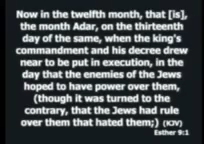 Now in the twelfth month, that [is],
the month Adar, on the thirteenth
day of the same, when the king's
commandment and his decree drew
near to be put in execution, in the
day that the enemies of the Jews
hoped to have power over them,
(though it was turned to the
contrary, that the Jews had rule
over them that hated them;) (KJV)
Esther 9:1